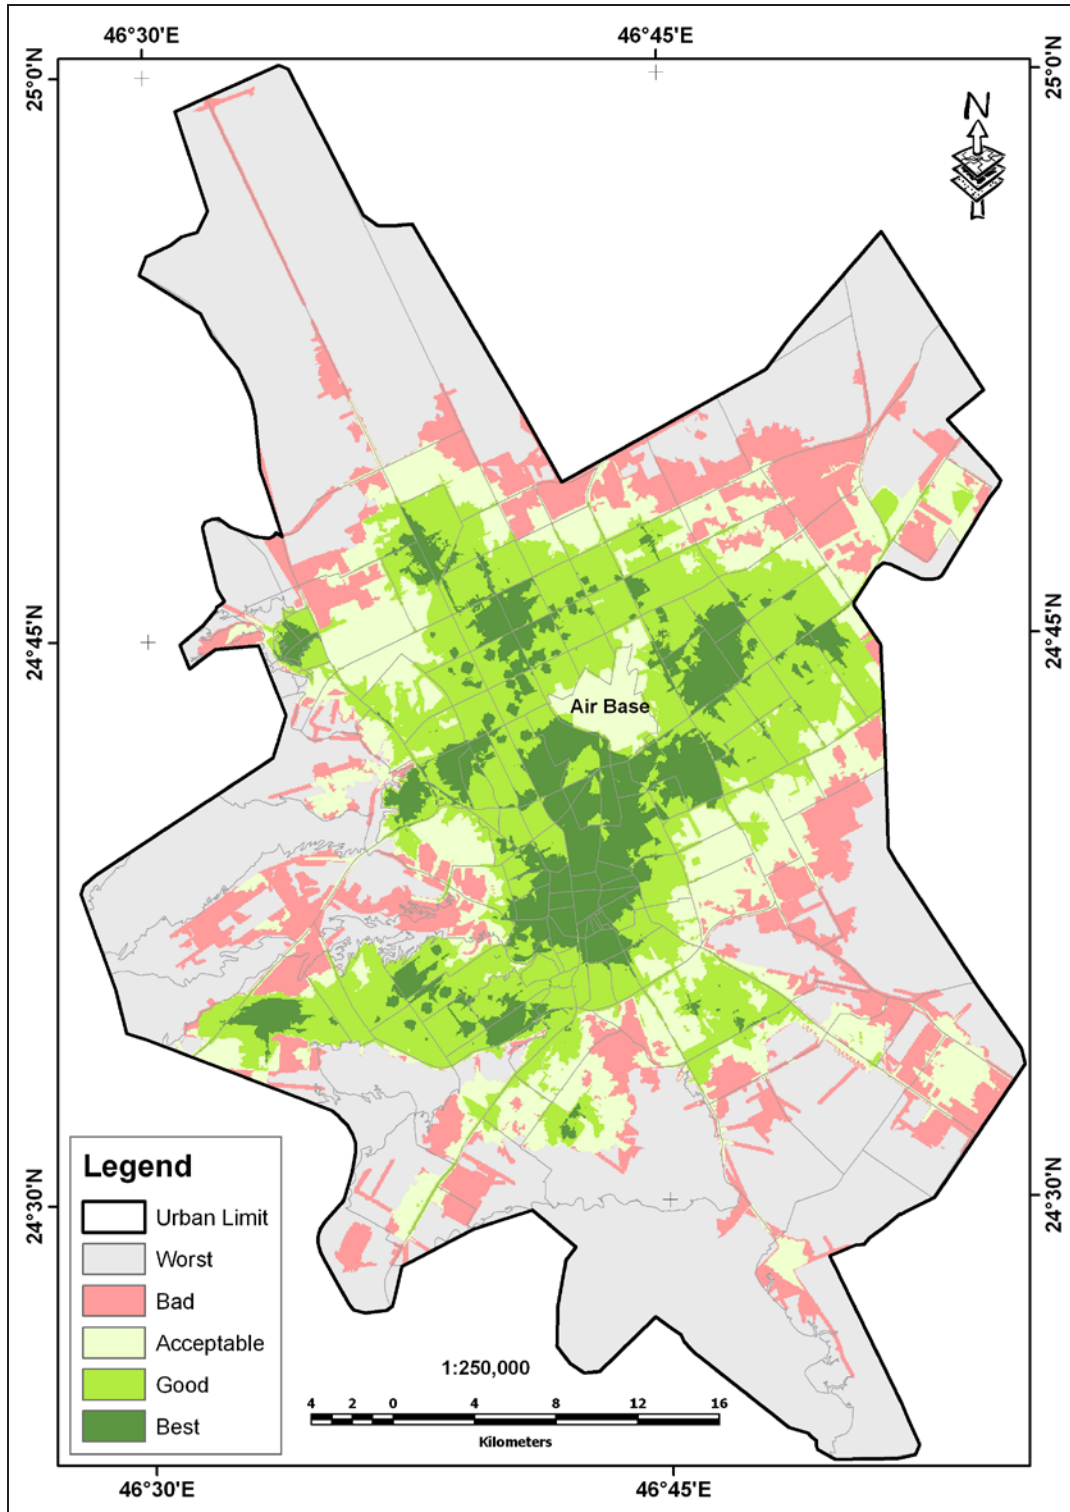 46°30'E
46°45'E
25°0'N
25°0'N
N
24°45'N
24°45'N
Air Base
24°30'N
24°30'N
Legend
Urban Limit
Worst
Bad
Acceptable
Good
Best
1:250,000
4 2 0 4 8 12 16
Kilometers
46°30'E
46°45'E